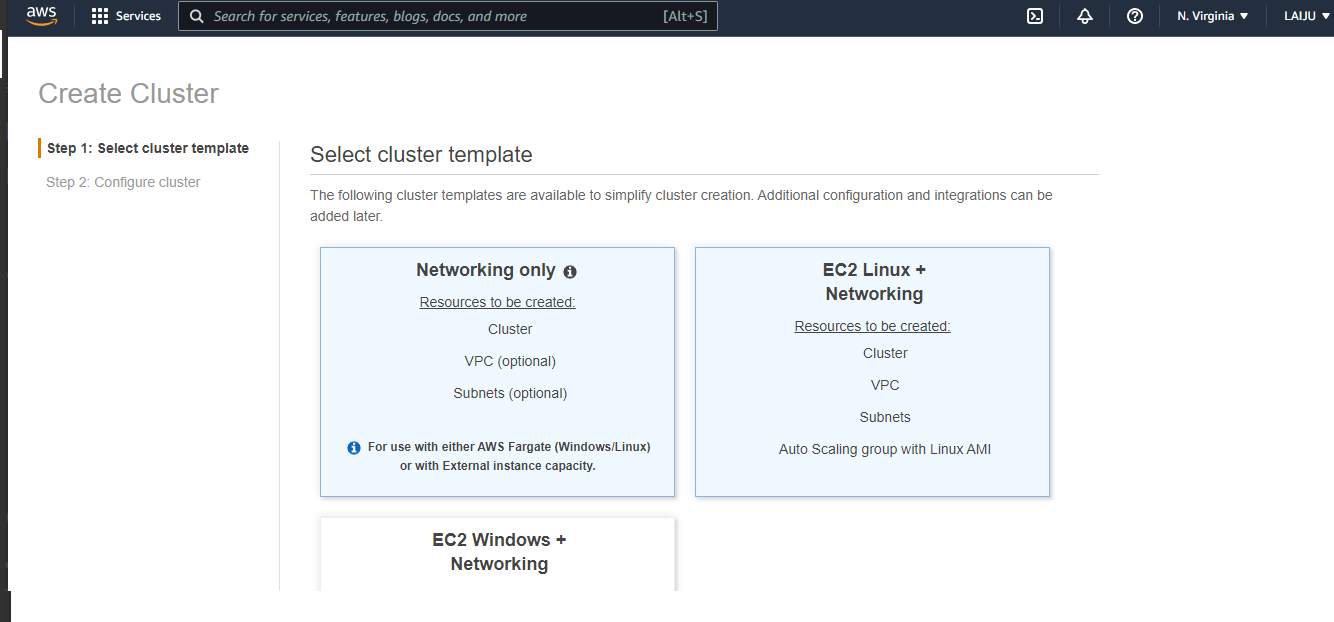 aws
Services
Search for services, features, blogs, docs, and more [Alt+S]
N. Virginia
LAIJU
Create Cluster
Step 1: Select cluster template
Step 2: Configure cluster
Select cluster template
The following cluster templates are available to simplify cluster creation. Additional configuration and integrations can be
added later.
Networking only
Resources to be created:
Cluster
VPC (optional)
Subnets (optional)
For use with either AWS Fargate (Windows/Linux)
or with External instance capacity.
EC2 Linux +
Networking
Resources to be created:
Cluster
VPC
Subnets
Auto Scaling group with Linux AMI
EC2 Windows +
Networking